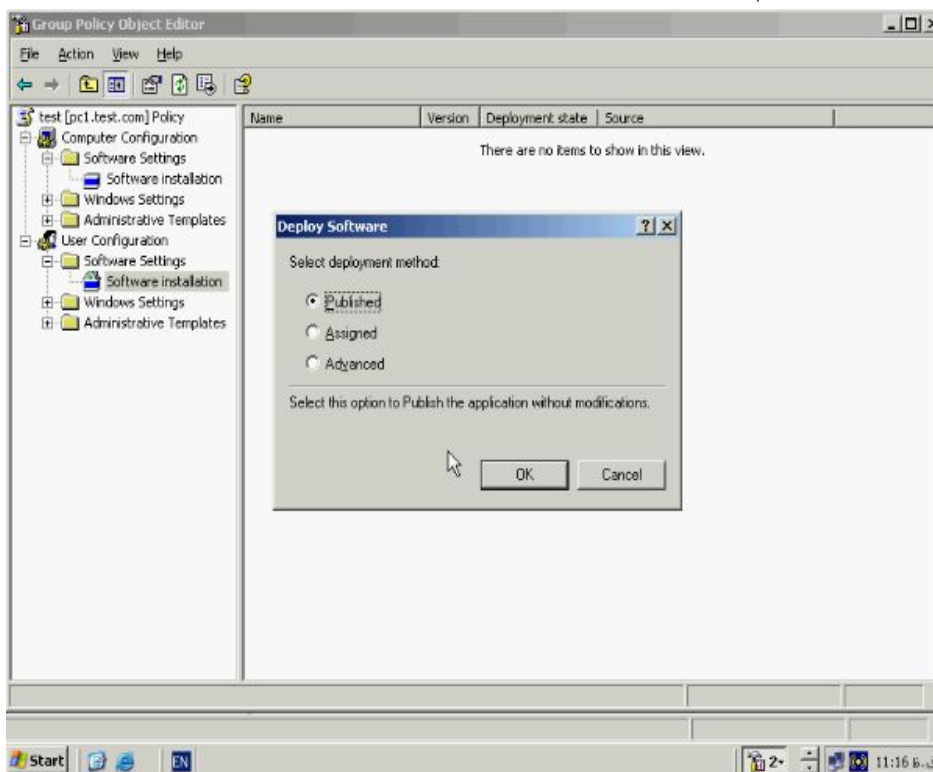 Group Policy Object Editor
File Action View Help
test [pc1.test.com] Policy
Computer Configuration
Software Settings
Software installation
Windows Settings
Administrative Templates
User Configuration
Software Settings
Software installation
Windows Settings
Administrative Templates
Name Version Deployment state Source
There are no items to show in this view.
Deploy Software
Select deployment method:
Published
Assigned
Advanced
Select this option to Publish the application without modifications.
OK Cancel
Start EN 2 11:16